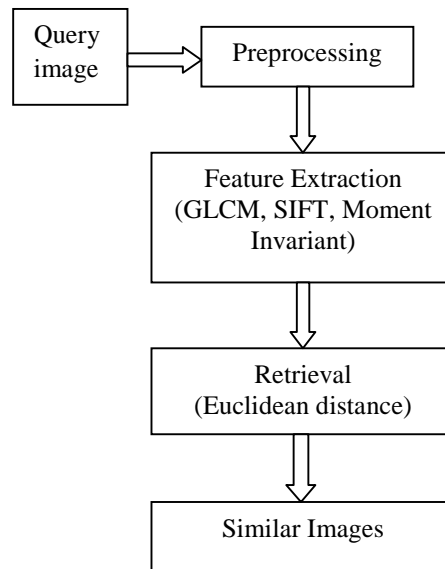 Query
image
Preprocessing
Feature Extraction
(GLCM, SIFT, Moment
Invariant)
Retrieval
(Euclidean distance)
Similar Images